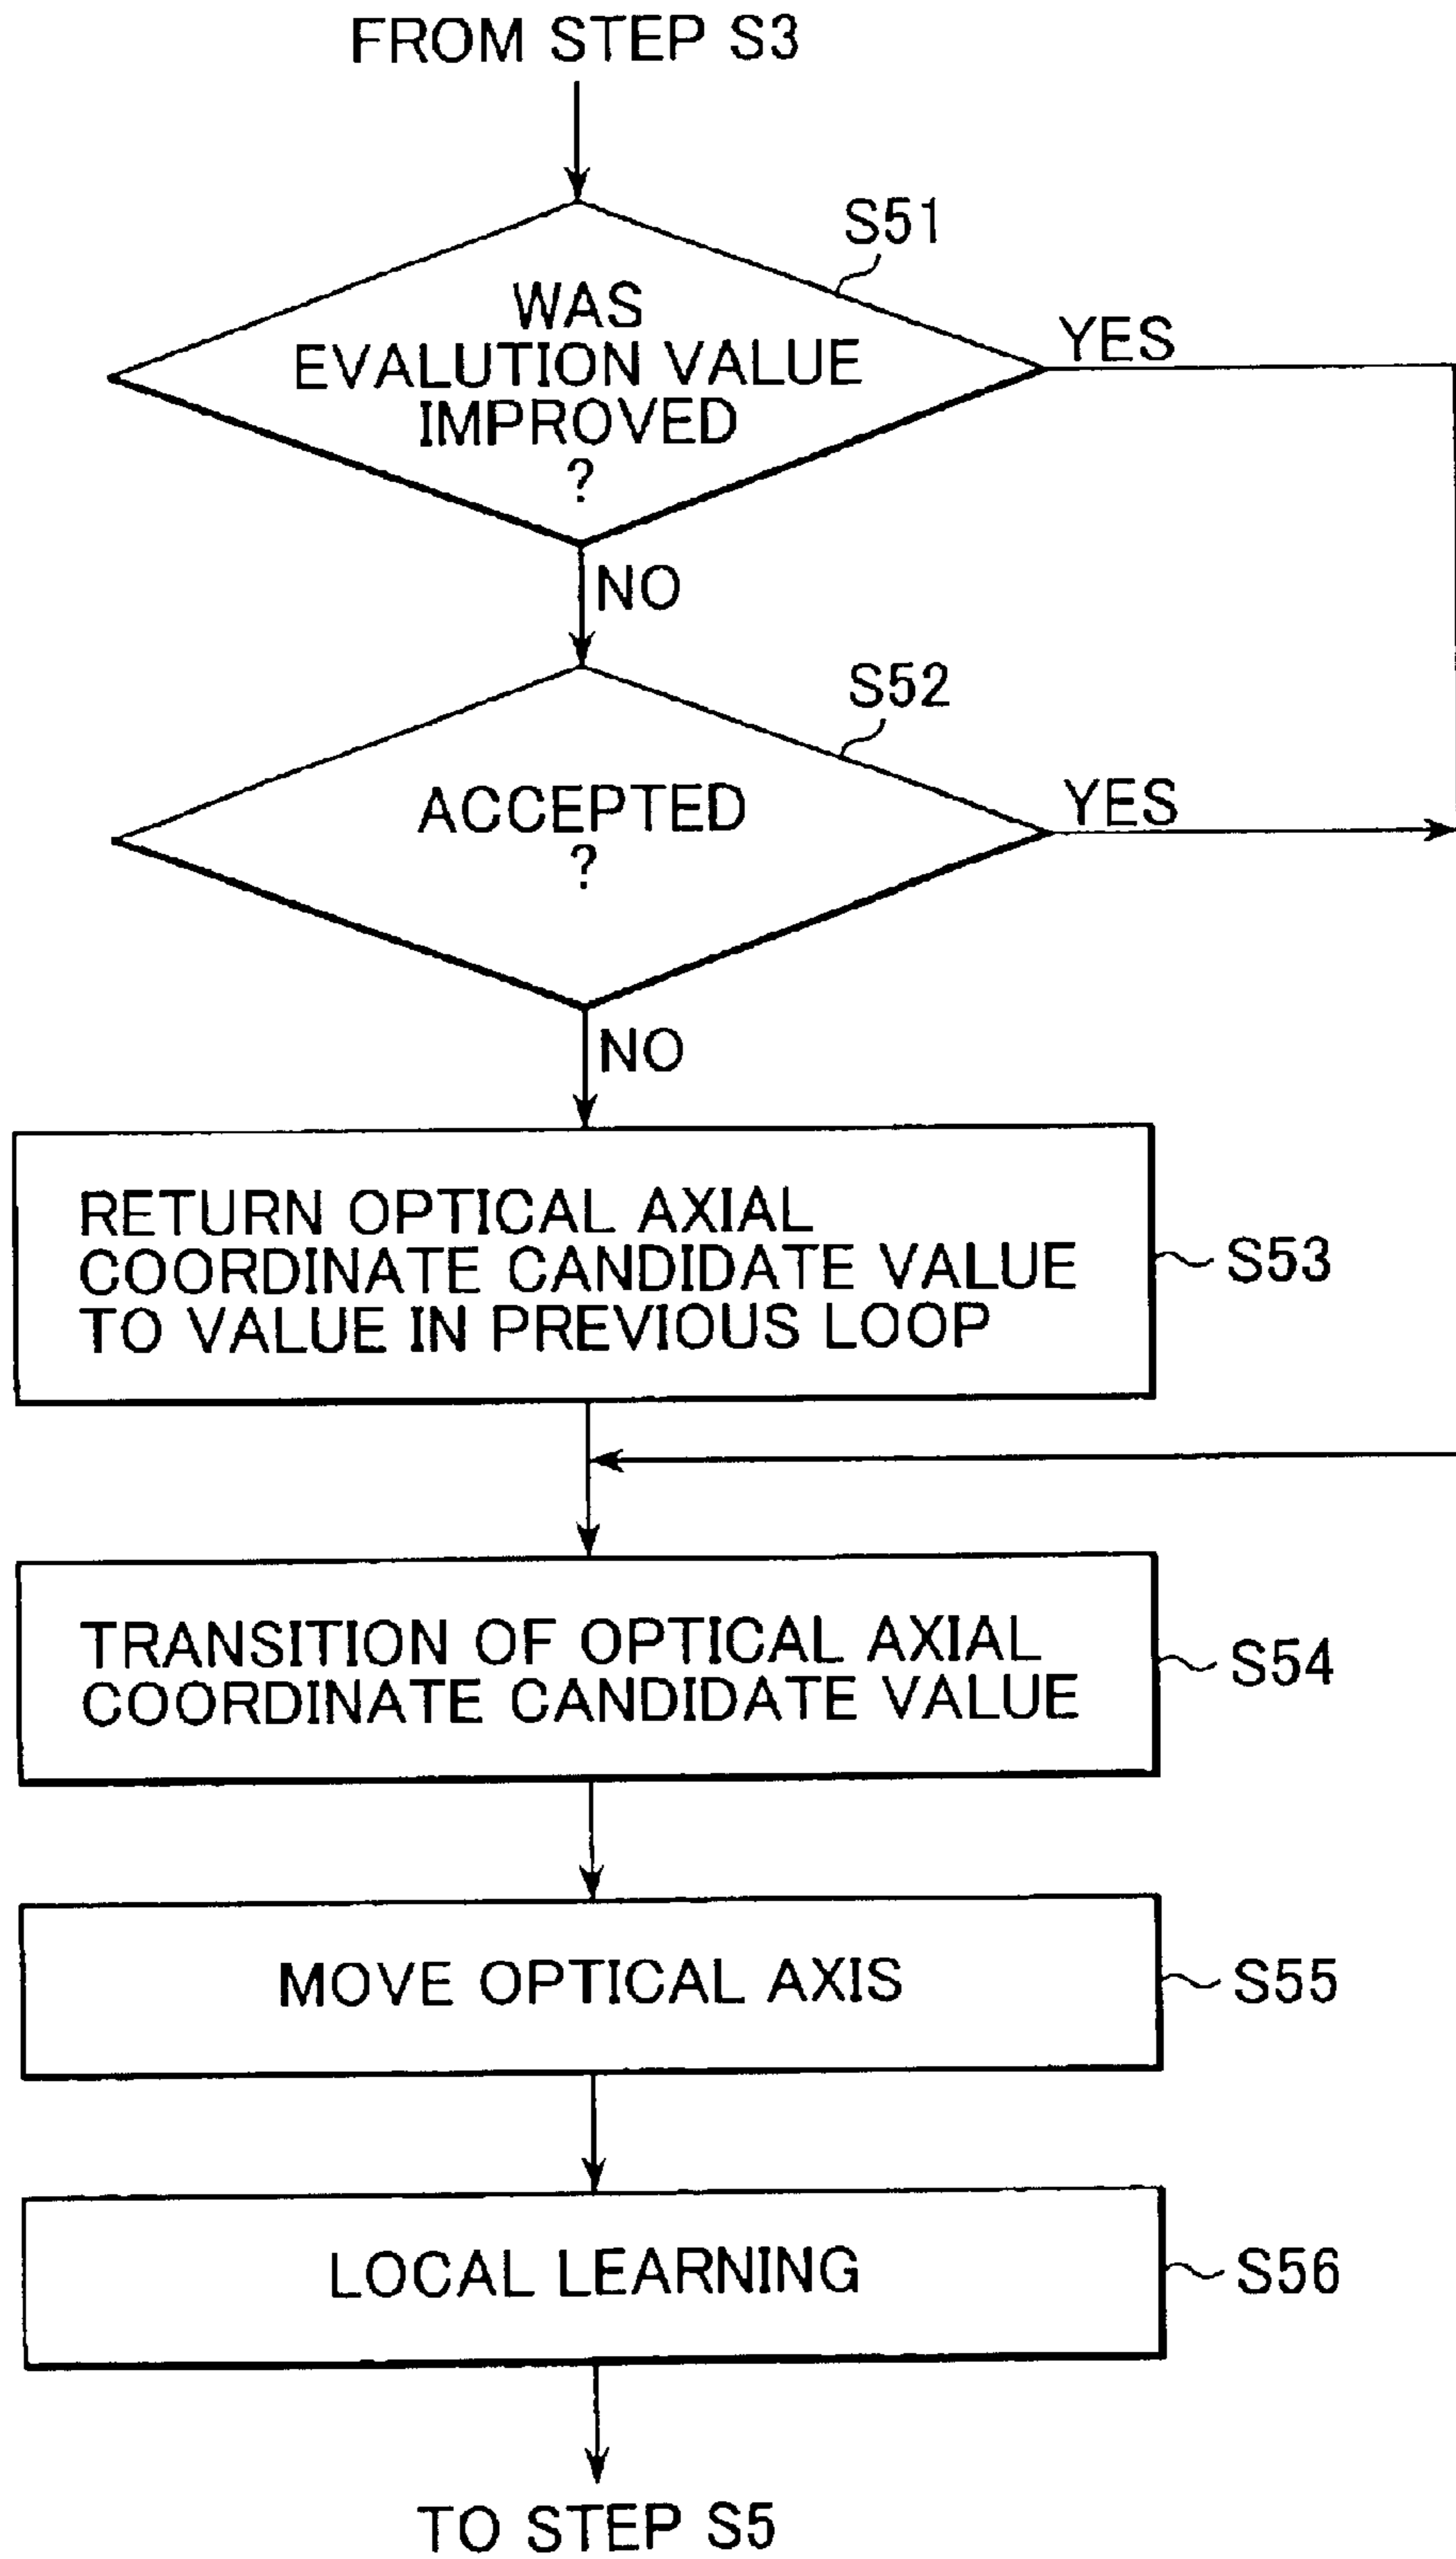 FROM STEP S3
S51
WAS
EVALUTION VALUE
IMPROVED
?
YES
NO
S52
ACCEPTED
?
YES
NO
RETURN OPTICAL AXIAL
COORDINATE CANDIDATE VALUE
TO VALUE IN PREVIOUS LOOP
S53
TRANSITION OF OPTICAL AXIAL
COORDINATE CANDIDATE VALUE
S54
MOVE OPTICAL AXIS
S55
LOCAL LEARNING
S56
TO STEP S5